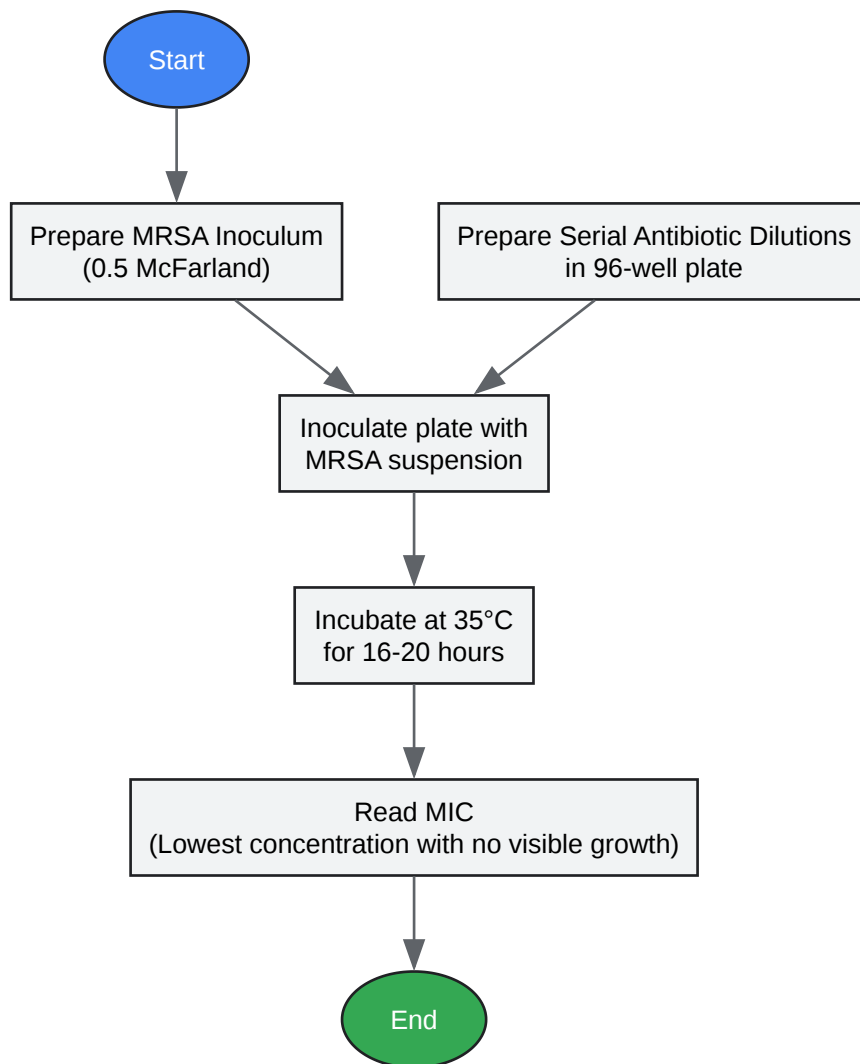 Start
Prepare MRSA Inoculum
(0.5 McFarland)
Prepare Serial Antibiotic Dilutions
in 96-well plate
Inoculate plate with
MRSA suspension
Incubate at 35°C
for 16-20 hours
Read MIC
(Lowest concentration with no visible growth)
End